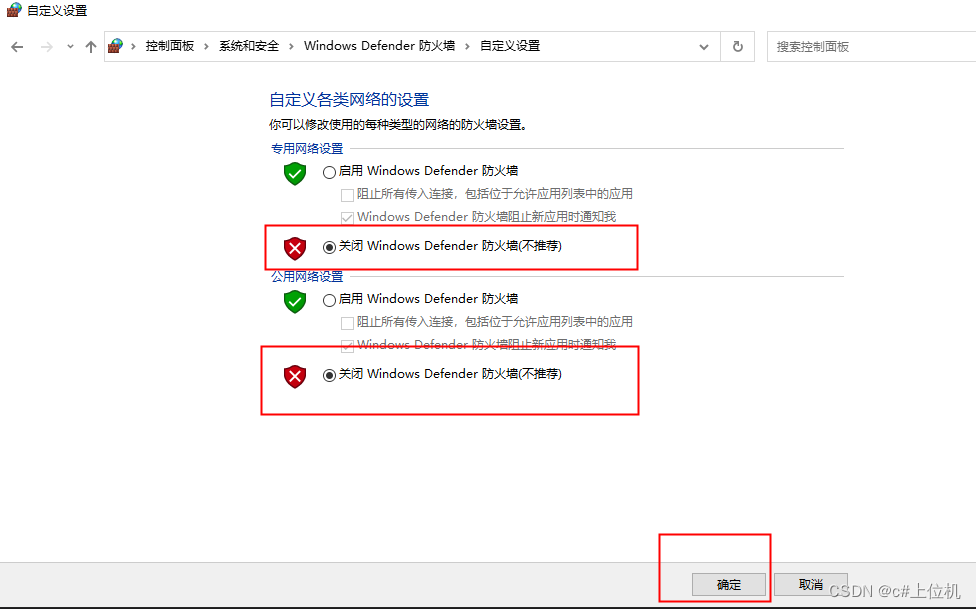 自定义设置
控制面板 › 系统和安全 › Windows Defender 防火墙 › 自定义设置
搜索控制面板
自定义各类网络的设置
你可以修改使用的每种类型的网络的防火墙设置。
专用网络设置
启用 Windows Defender 防火墙
阻止所有传入连接，包括位于允许应用列表中的应用
Windows Defender 防火墙阻止新应用时通知我
关闭 Windows Defender 防火墙(不推荐)
公用网络设置
启用 Windows Defender 防火墙
阻止所有传入连接，包括位于允许应用列表中的应用
Windows Defender 防火墙阻止新应用时通知我
关闭 Windows Defender 防火墙(不推荐)
确定
取消
CSDN @c#上位机